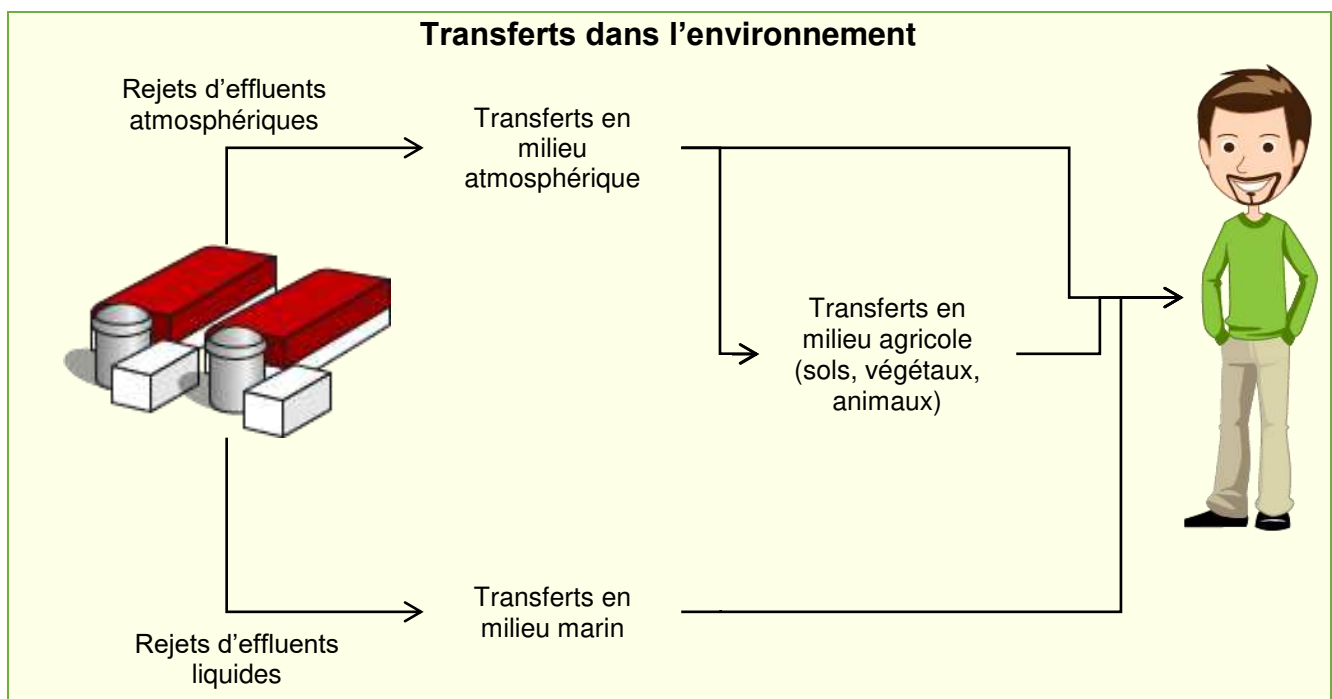 Transferts dans l’environnement
Rejets d’effluents
atmosphériques
Transferts en
milieu
atmosphérique
Transferts en
milieu agricole
(sols, végétaux,
animaux)
Transferts en
milieu marin
Rejets d’effluents
liquides